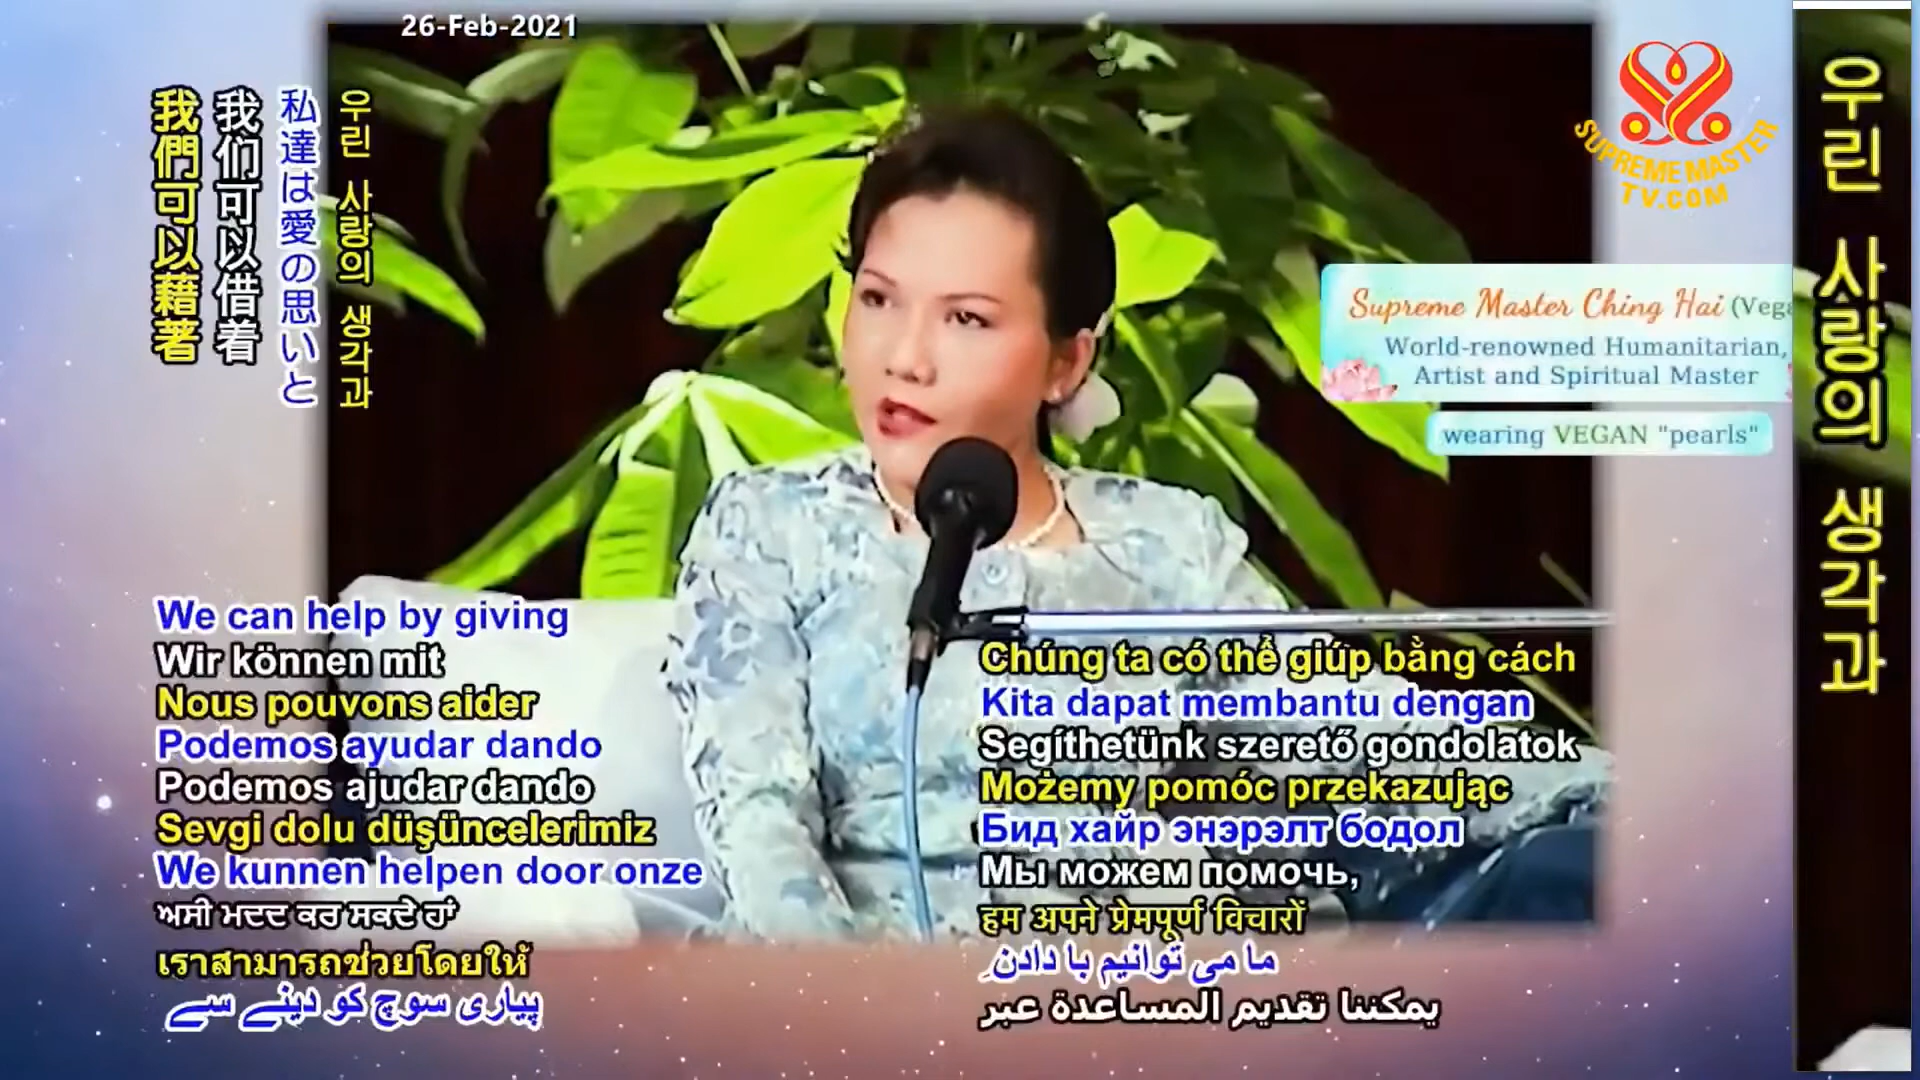 26-Feb-2021
我們可以藉著
我们可以借着
私達は愛の思いと
우린 사랑의 생각과
SUPREME MASTER
TV.COM
Supreme Master Ching Hai (Vega
World-renowned Humanitarian,
Artist and Spiritual Master
wearing VEGAN "pearls"
우린 사랑의 생각과
We can help by giving
Wir können mit
Nous pouvons aider
Podemos ayudar dando
Podemos ajudar dando
Sevgi dolu düşüncelerimiz
We kunnen helpen door onze
ਅਸੀ ਮਦਦ ਕਰ ਸਕਦੇ ਹਾਂ
เราสามารถช่วยโดยให้
پیاری سوچ کو دینے سے
Chúng ta có thể giúp bằng cách
Kita dapat membantu dengan
Segíthetünk szerető gondolatok
Możemy pomóc przekazując
Бид хайр энэрэлт бодол
Мы можем помочь,
हम अपने प्रेमपूर्ण विचारों
ما می توانیم با دادنِ
يمكننا تقديم المساعدة عبر